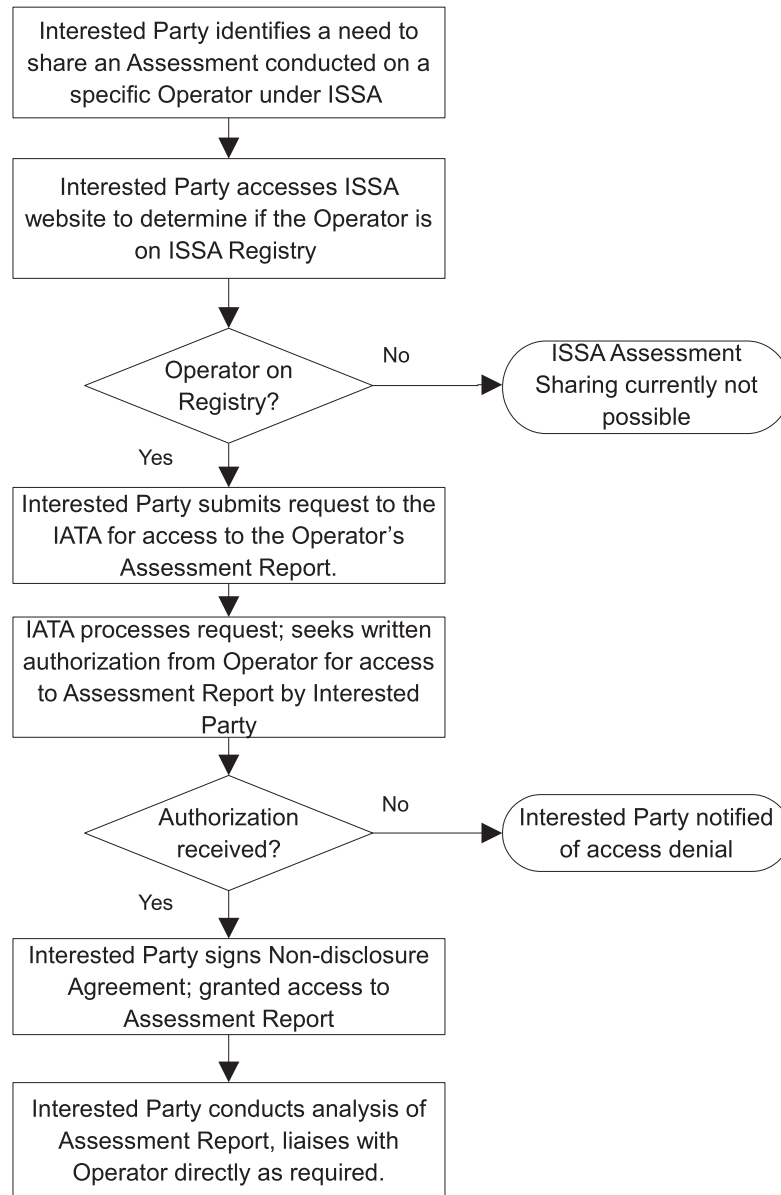 Interested Party identifies a need to
share an Assessment conducted on a
specific Operator under ISSA
Interested Party accesses ISSA
website to determine if the Operator is
on ISSA Registry
Operator on
Registry?
No
ISSA Assessment
Sharing currently not
possible
Yes
Interested Party submits request to the
IATA for access to the Operator’s
Assessment Report.
IATA processes request; seeks written
authorization from Operator for access
to Assessment Report by Interested
Party
Authorization
received?
No
Interested Party notified
of access denial
Yes
Interested Party signs Non-disclosure
Agreement; granted access to
Assessment Report
Interested Party conducts analysis of
Assessment Report, liaises with
Operator directly as required.